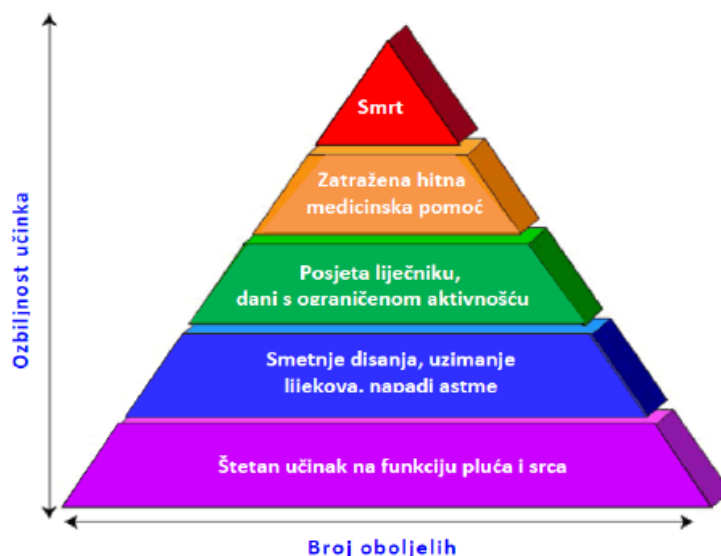 Smrt
Zatražena hitna
medicinska pomoć
Posjeta liječniku,
dani s ograničenom aktivnošću
Smetnje disanja, uzimanje
lijekova, napadi astme
Štetan učinak na funkciju pluća i srca
Ozbiljnost učinka
Broj oboljelih